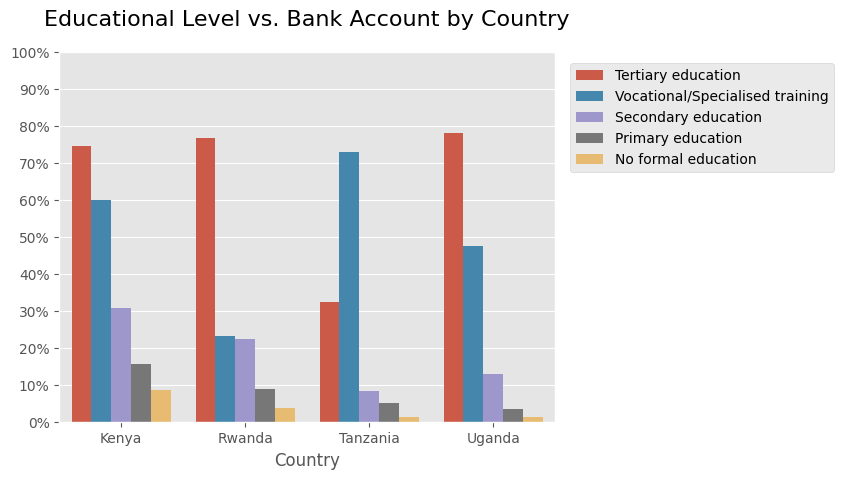 Educational Level vs. Bank Account by Country
100%
90%
80%
70%
60%
50%
40%
30%
20%
10%
0%
Kenya Rwanda Tanzania Uganda
Country
Tertiary education
Vocational/Specialised training
Secondary education
Primary education
No formal education